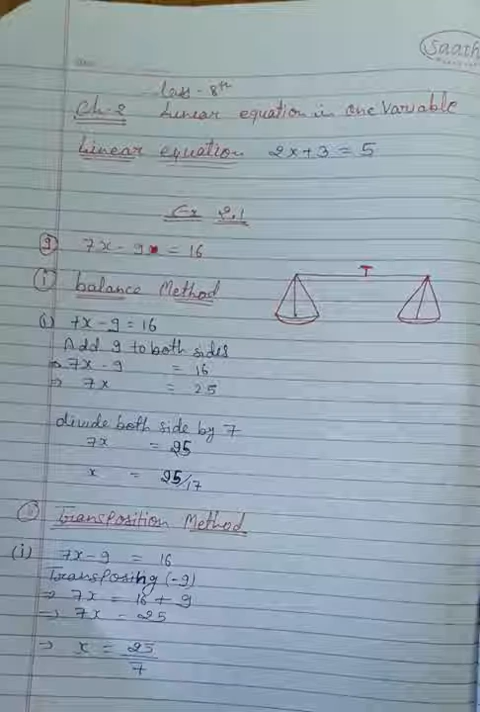 Saath
Class - 8th
Ch-2 Linear equation in one Variable
Linear equation 2x+3 = 5
Ex 2.1
7x - 9 = 16
(i) balance Method
(i) 7x - 9 = 16
Add 9 to both sides
⇒ 7x - 9 = 16
⇒ 7x = 25
divide both side by 7
7x = 25
x = 25/17
Transposition Method
(i) 7x - 9 = 16
Transposing (-9)
⇒ 7x = 16 + 9
⇒ 7x = 25
⇒ x = 25
7